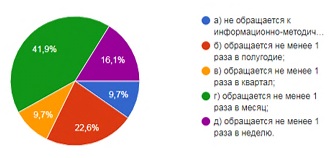 41,9%
16,1%
9,7%
9,7%
22,6%
а) не обращается к
информационно-методич...
б) обращается не менее 1
раза в полугодие;
в) обращается не менее 1
раза в квартал;
г) обращается не менее 1
раза в месяц;
д) обращается не менее 1
раза в неделю.